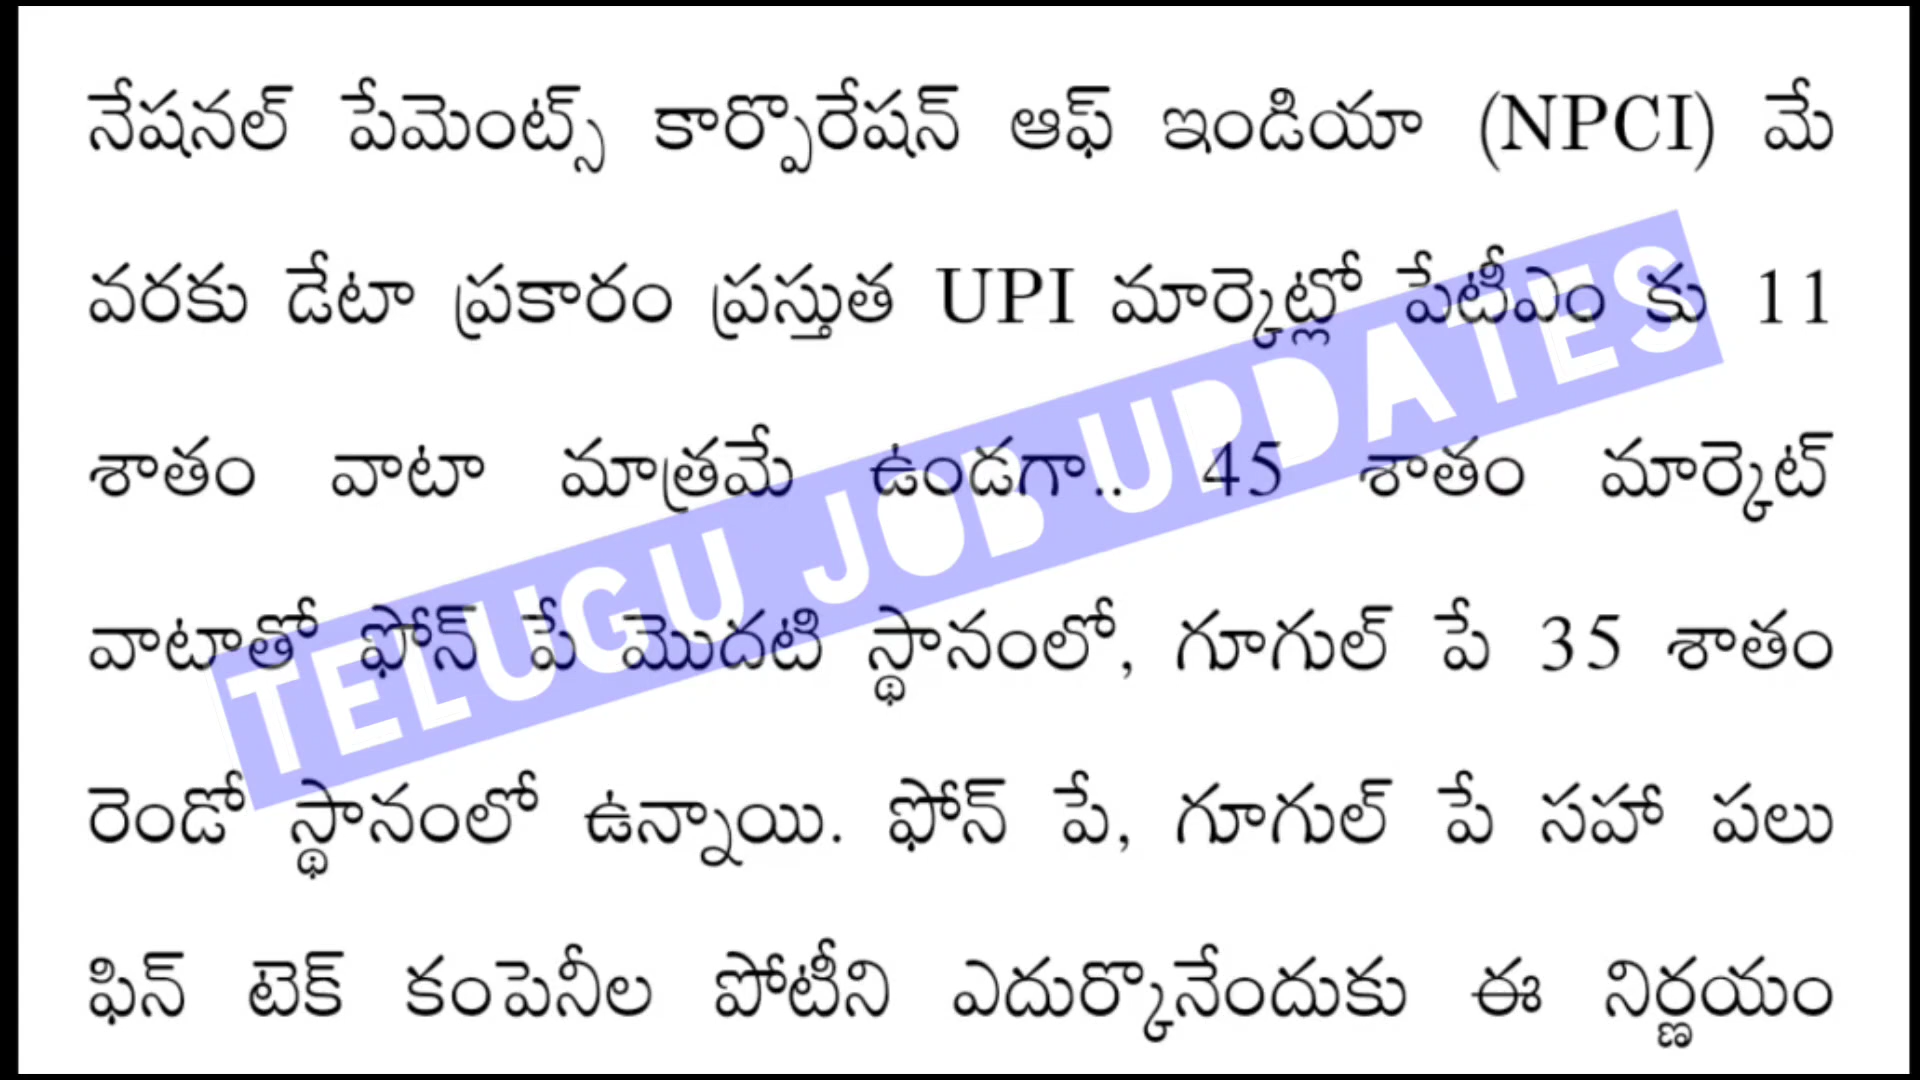 నేషనల్ పేమెంట్స్ కార్పొరేషన్ ఆఫ్ ఇండియా (NPCI) మే
వరకు డేటా ప్రకారం ప్రస్తుత UPI మార్కెట్లో పేటీఎం కు 11
శాతం వాటా మాత్రమే ఉండగా.. 45 శాతం మార్కెట్
వాటాతో ఫోన్ పే మొదటి స్థానంలో, గూగుల్ పే 35 శాతం
రెండో స్థానంలో ఉన్నాయి. ఫోన్ పే, గూగుల్ పే సహా పలు
ఫిన్ టెక్ కంపెనీల పోటీని ఎదుర్కొనేందుకు ఈ నిర్ణయం
TELUGU JOB UPDATES